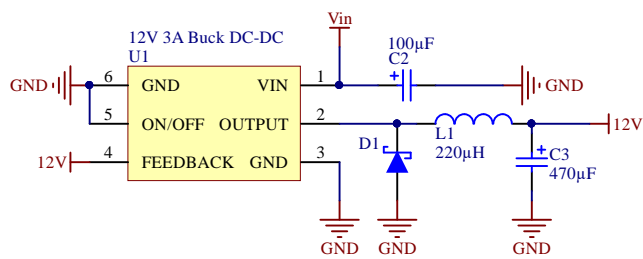 Vin
12V 3A Buck DC-DC
U1
100µF
C2
GND
6
GND
VIN
1
GND
5
ON/OFF
OUTPUT
2
12V
4
FEEDBACK
GND
3
D1
L1
220µH
12V
C3
470µF
GND
GND
GND